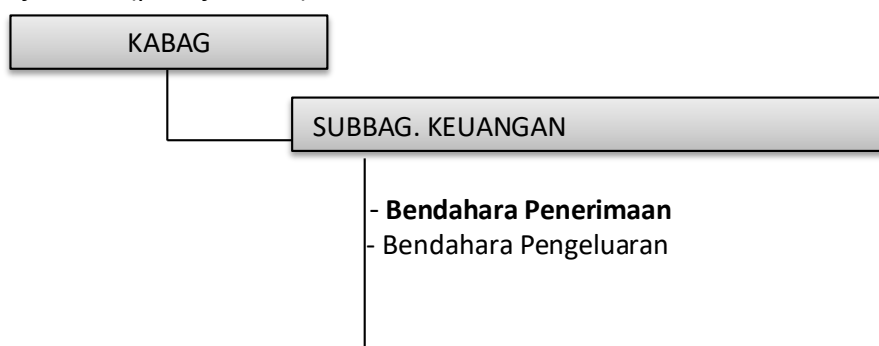 KABAG
SUBBAG. KEUANGAN
- Bendahara Penerimaan
- Bendahara Pengeluaran